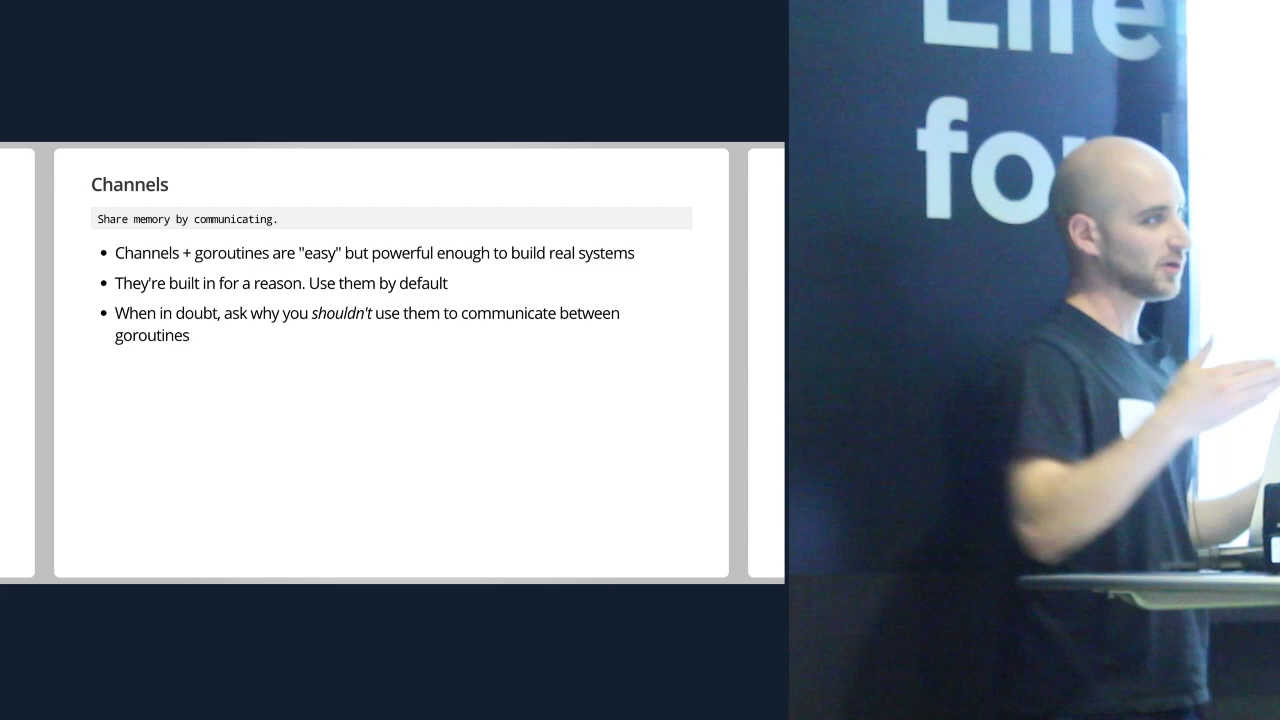 Channels
Share memory by communicating.
Channels + goroutines are "easy" but powerful enough to build real systems
They're built in for a reason. Use them by default
When in doubt, ask why you shouldn't use them to communicate between
goroutines
Life
for